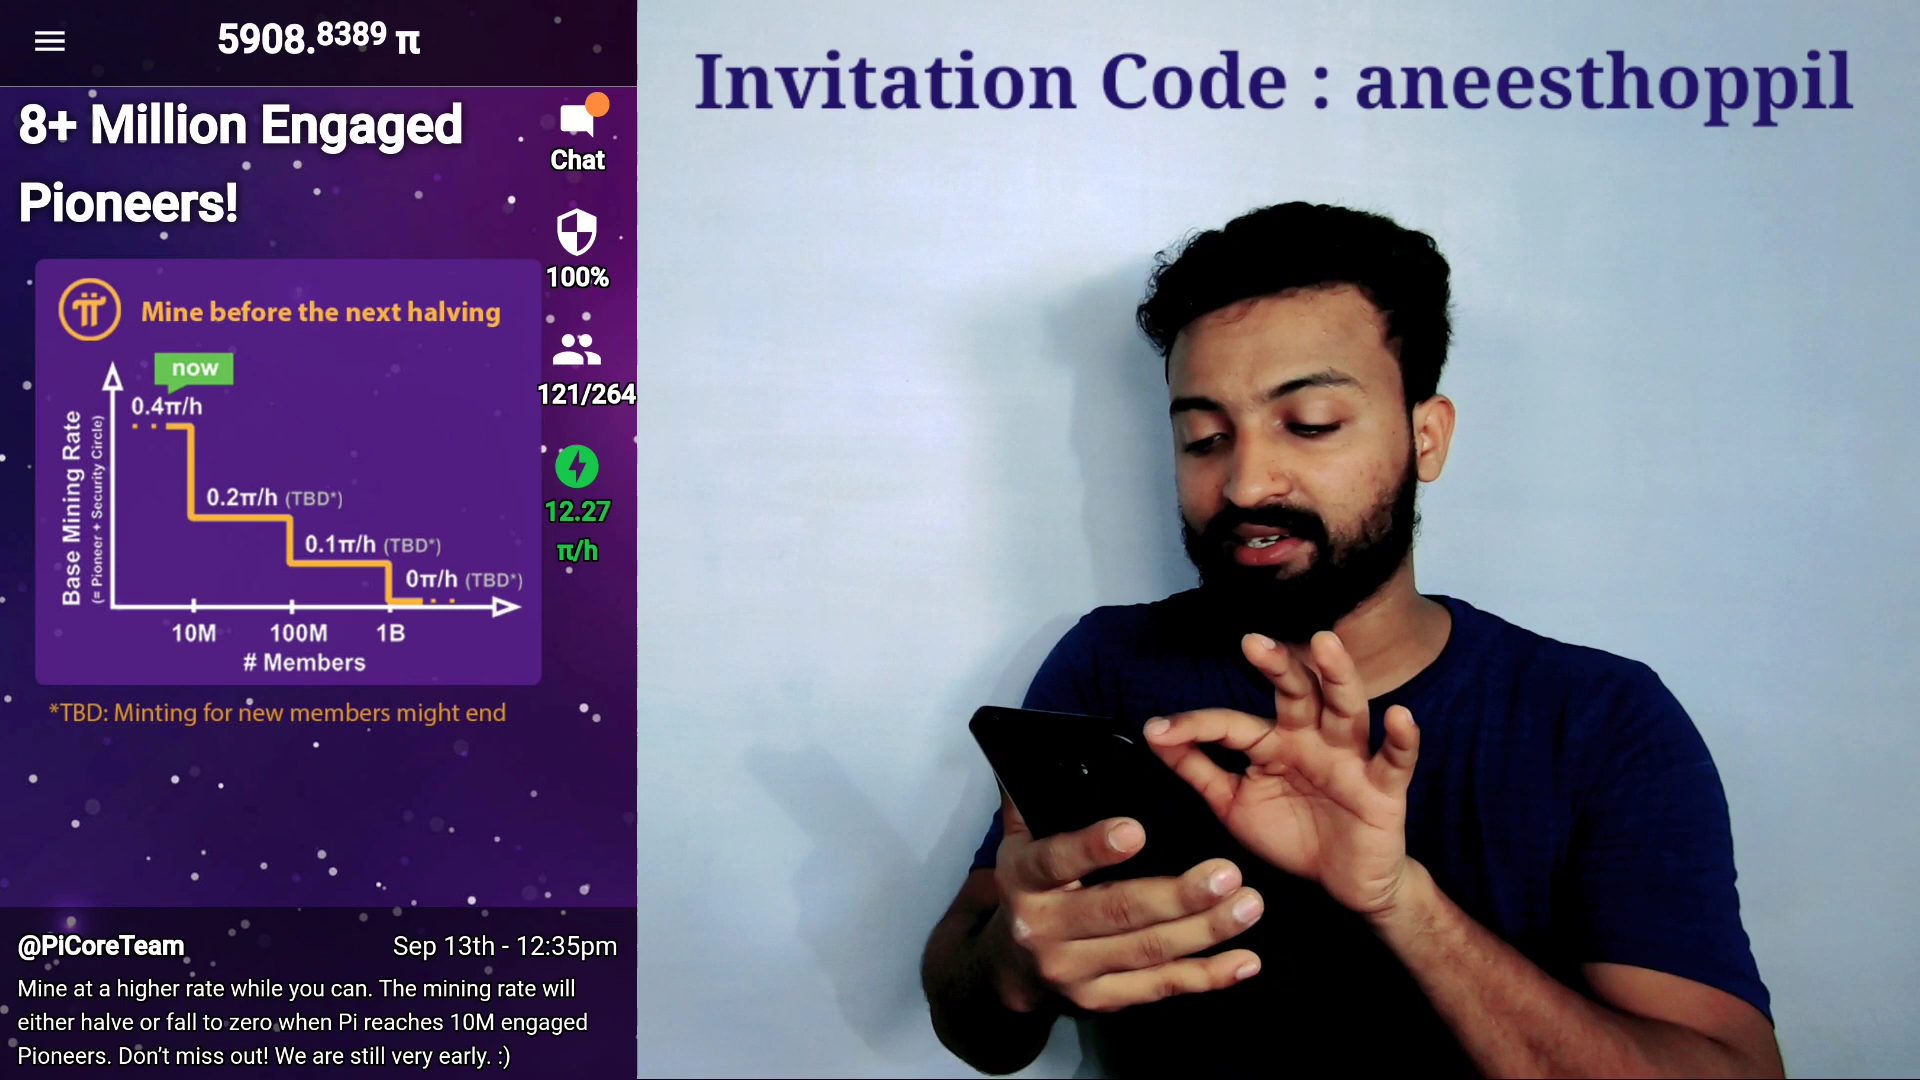 5908.8389 π
8+ Million Engaged
Pioneers!
Chat
100%
121/264
12.27
π/h
Mine before the next halving
now
0.4π/h
0.2π/h (TBD*)
0.1π/h (TBD*)
0π/h (TBD*)
Base Mining Rate
(= Pioneer + Security Circle)
10M 100M 1B
# Members
*TBD: Minting for new members might end
@PiCoreTeam Sep 13th - 12:35pm
Mine at a higher rate while you can. The mining rate will
either halve or fall to zero when Pi reaches 10M engaged
Pioneers. Don't miss out! We are still very early. :)
Invitation Code : aneesthoppil